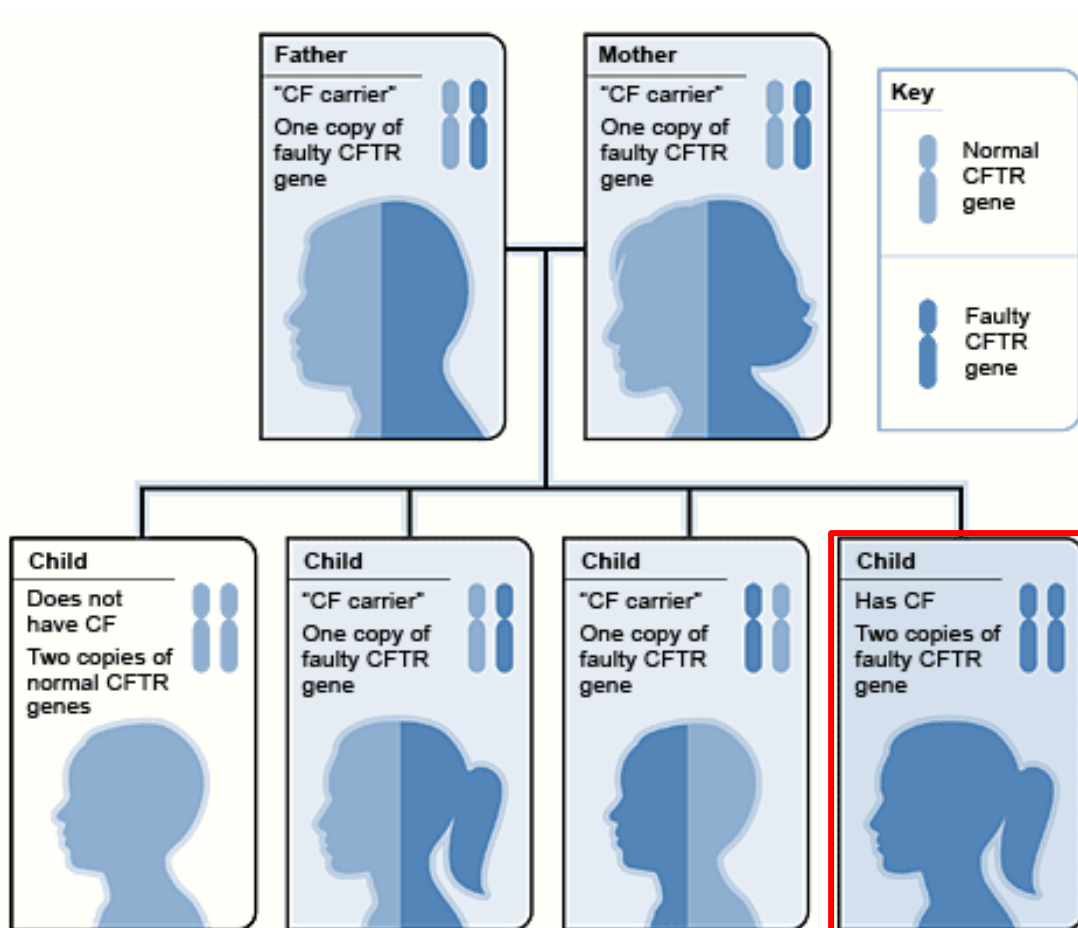 Father
"CF carrier"
One copy of
faulty CFTR
gene
Mother
"CF carrier"
One copy of
faulty CFTR
gene
Key
Normal
CFTR
gene
Faulty
CFTR
gene
Child
Does not
have CF
Two copies of
normal CFTR
genes
Child
"CF carrier"
One copy of
faulty CFTR
gene
Child
"CF carrier"
One copy of
faulty CFTR
gene
Child
Has CF
Two copies of
faulty CFTR
gene